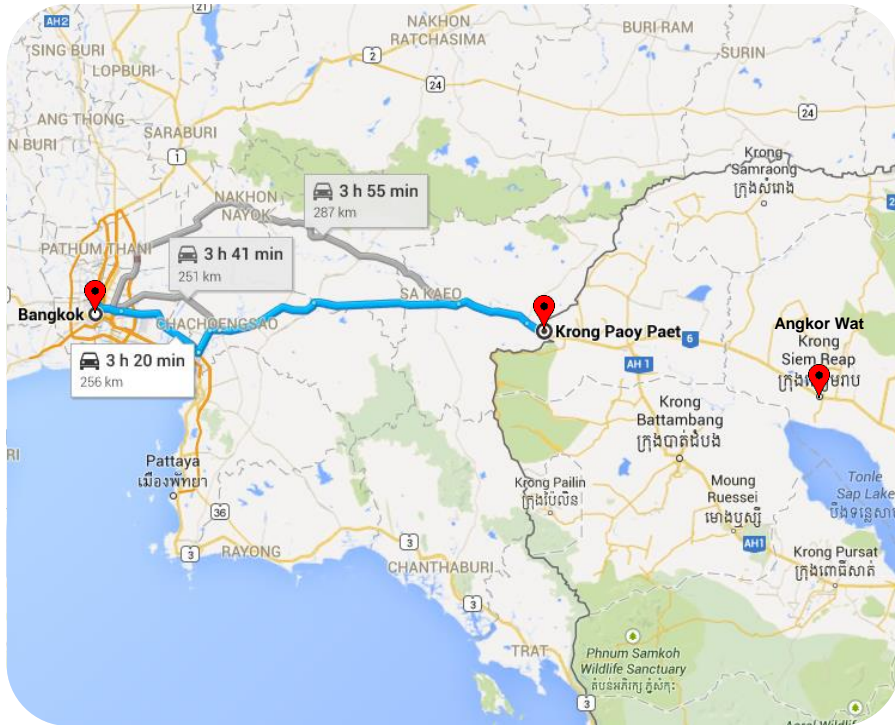 AH2
21
NAKHON
RATCHASIMA
BURI RAM
SING BURI
2
SURIN
LOPBURI
24
24
ANG THONG
SARABURI
N BURI
1
Krong
Samraong
ក្រុងសំរោង
NAKHON
NAYOK
3 h 55 min
287 km
2
PATHUM THANI
3 h 41 min
251 km
SA KAEO
Bangkok
CHACHOENGSAO
Krong Paoy Paet
Angkor Wat
6
Krong
Siem Reap
3 h 20 min
256 km
AH1
Krong
Battambang
ក្រុងបាត់ដំបង
Pattaya
เมืองพัทยา
Krong Pailin
ក្រុងប៉ៃលិន
Moung
Ruessei
មោងឫស្សី
Tonle
Sap Lake
36
RAYONG
3
3
AH1
Krong Pursat
ក្រុងពោធិ៍សាត់
CHANTHABURI
3
TRAT
Phnum Samkoh
Wildlife Sanctuary
3